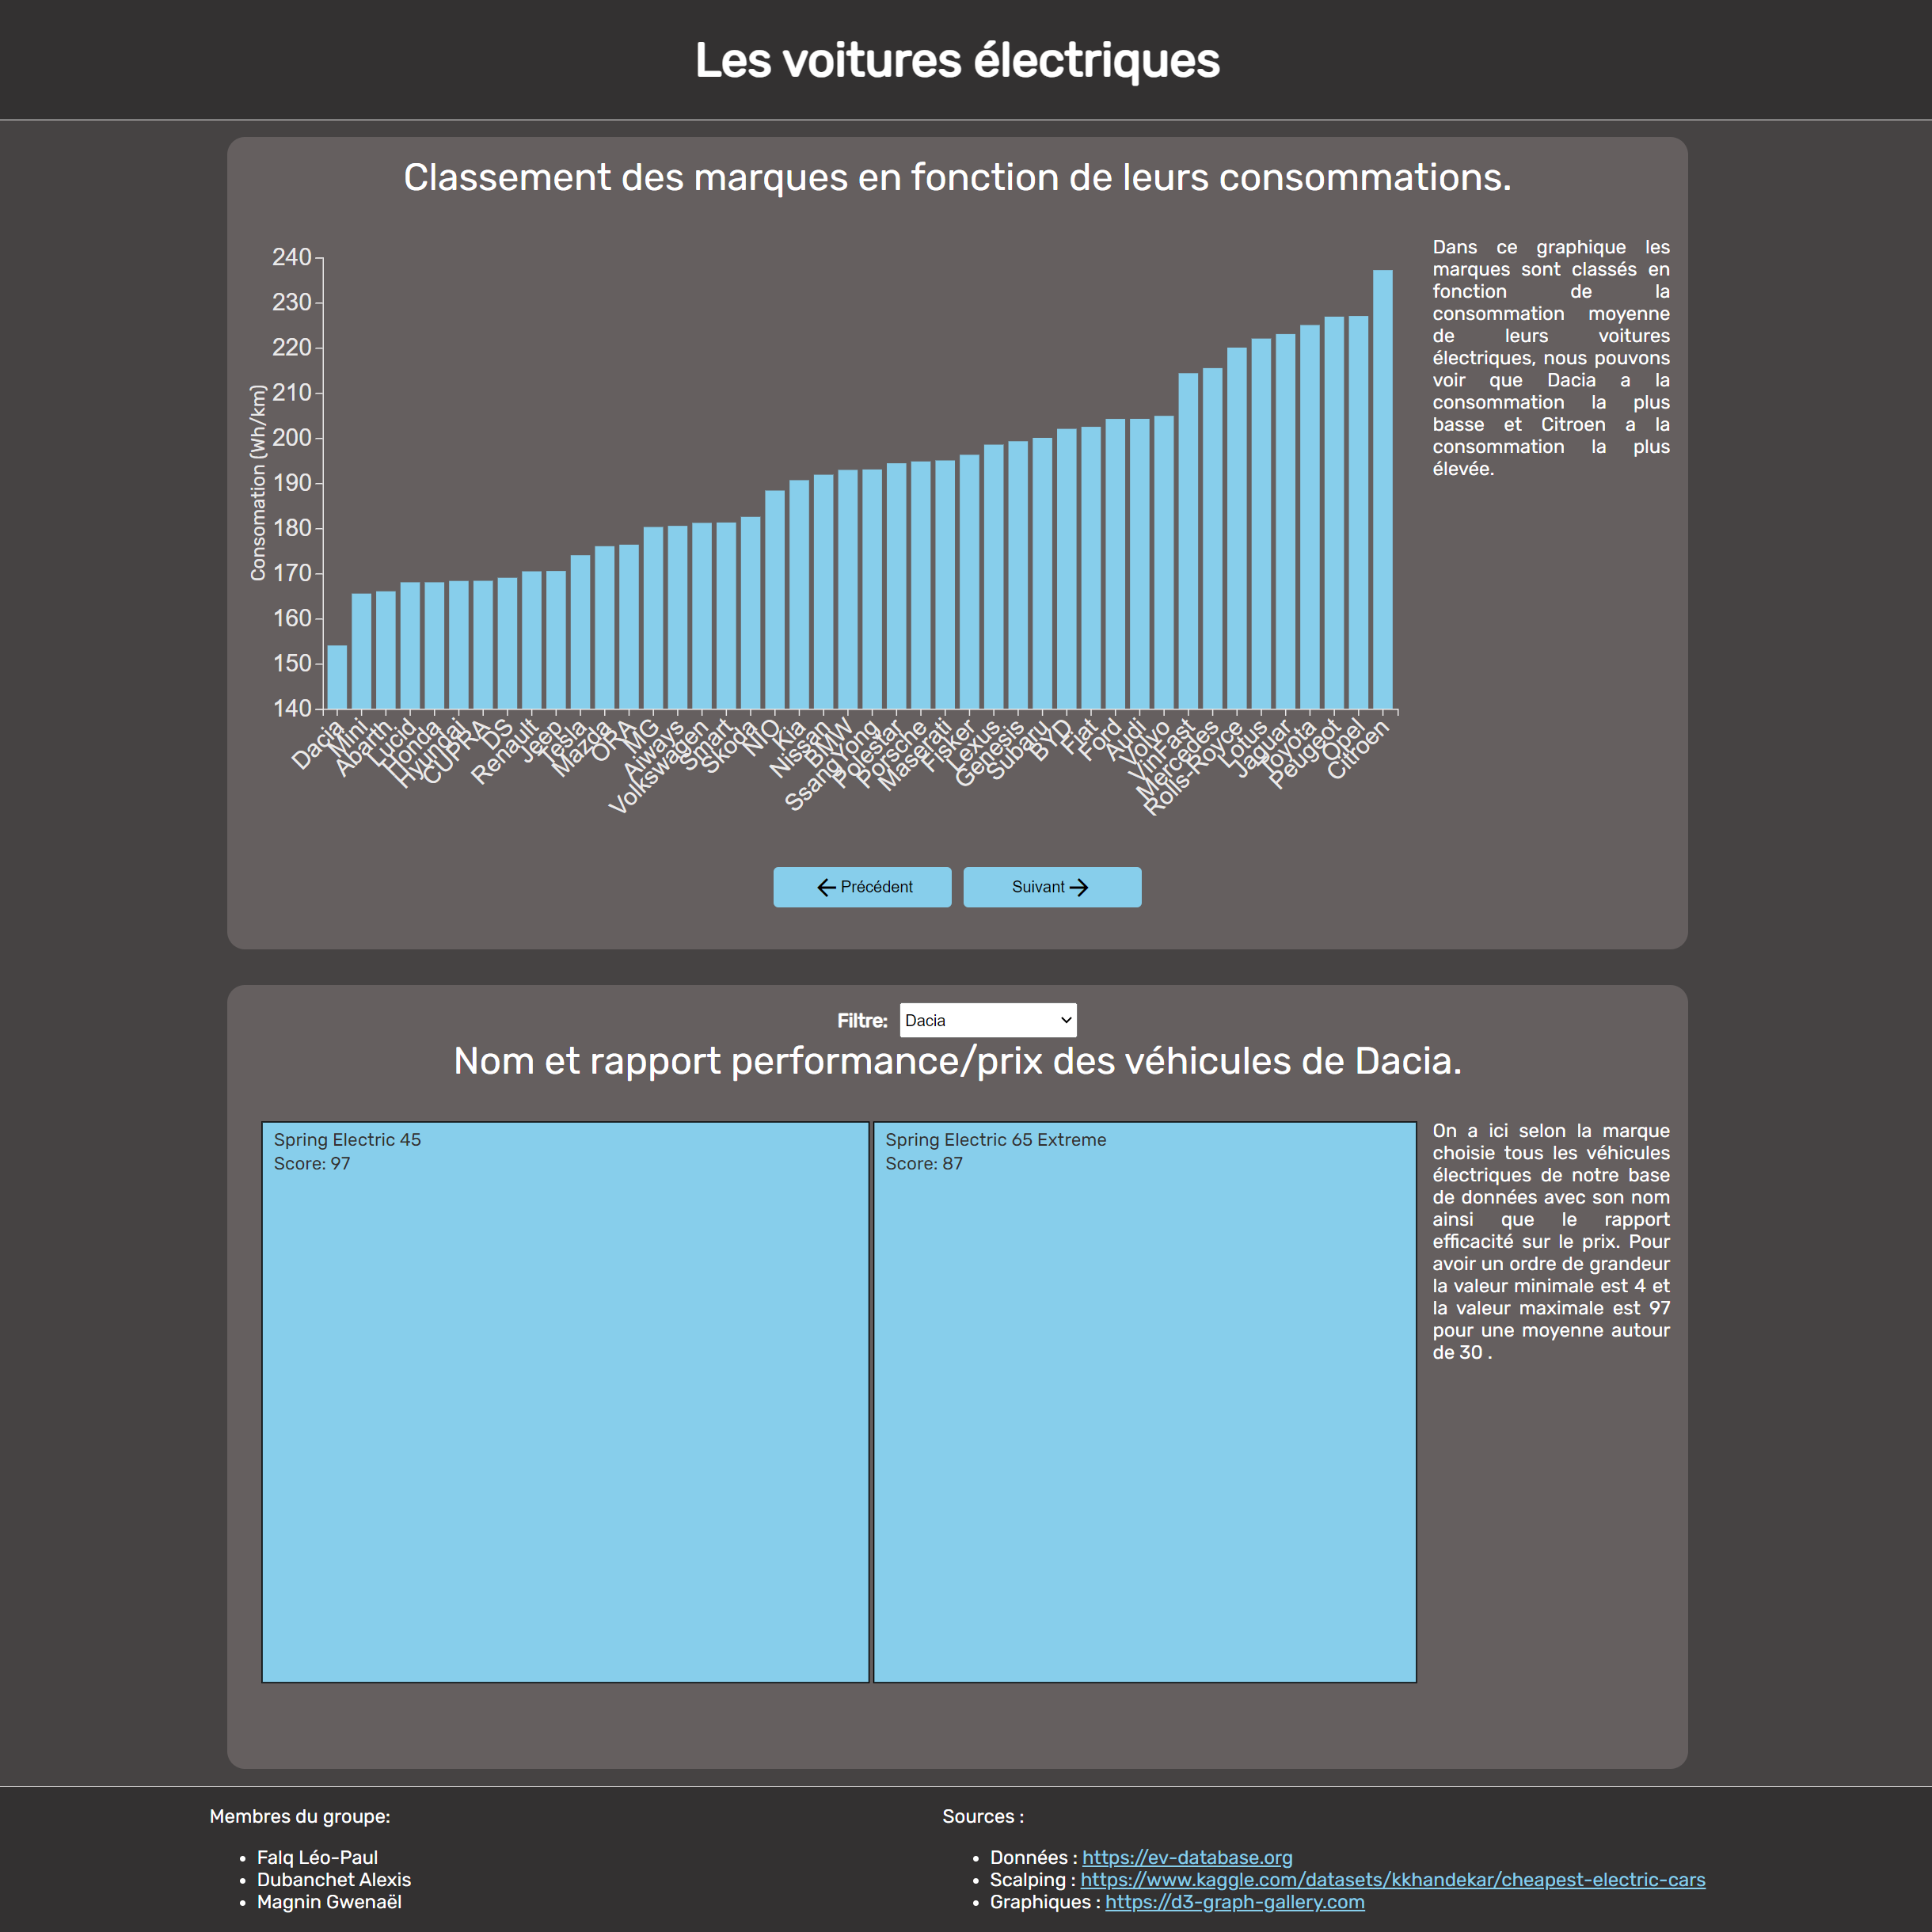 Les voitures électriques
Classement des marques en fonction de leurs consommations.
240
230
220
210
200
190
180
170
160
150
140
Consomation (Wh/km)
Dacia
Mini
Abarth
Lucid
Honda
Hyundai
CUPRA
DS
Renault
Jeep
Tesla
Mazda
ORA
MG
Aiways
Volkswagen
Smart
Skoda
NIO
Kia
Nissan
BMW
SsangYong
Polestar
Porsche
Maserati
Fisker
Lexus
Genesis
Subaru
BYD
Fiat
Ford
Audi
Volvo
VinFast
Mercedes
Rolls-Royce
Lotus
Jaguar
Toyota
Peugeot
Opel
Citroen
Dans ce graphique les
marques sont classés en
fonction de la
consommation moyenne
de leurs voitures
électriques, nous pouvons
voir que Dacia a la
consommation la plus
basse et Citroen a la
consommation la plus
élevée.
Précédent
Suivant
Filtre: Dacia
Nom et rapport performance/prix des véhicules de Dacia.
Spring Electric 45
Score: 97
Spring Electric 65 Extreme
Score: 87
On a ici selon la marque
choisie tous les véhicules
électriques de notre base
de données avec son nom
ainsi que le rapport
efficacité sur le prix. Pour
avoir un ordre de grandeur
la valeur minimale est 4 et
la valeur maximale est 97
pour une moyenne autour
de 30 .
Membres du groupe:
Falq Léo-Paul
Dubanchet Alexis
Magnin Gwenaël
Sources :
Données : https://ev-database.org
Scalping : https://www.kaggle.com/datasets/kkhandekar/cheapest-electric-cars
Graphiques : https://d3-graph-gallery.com